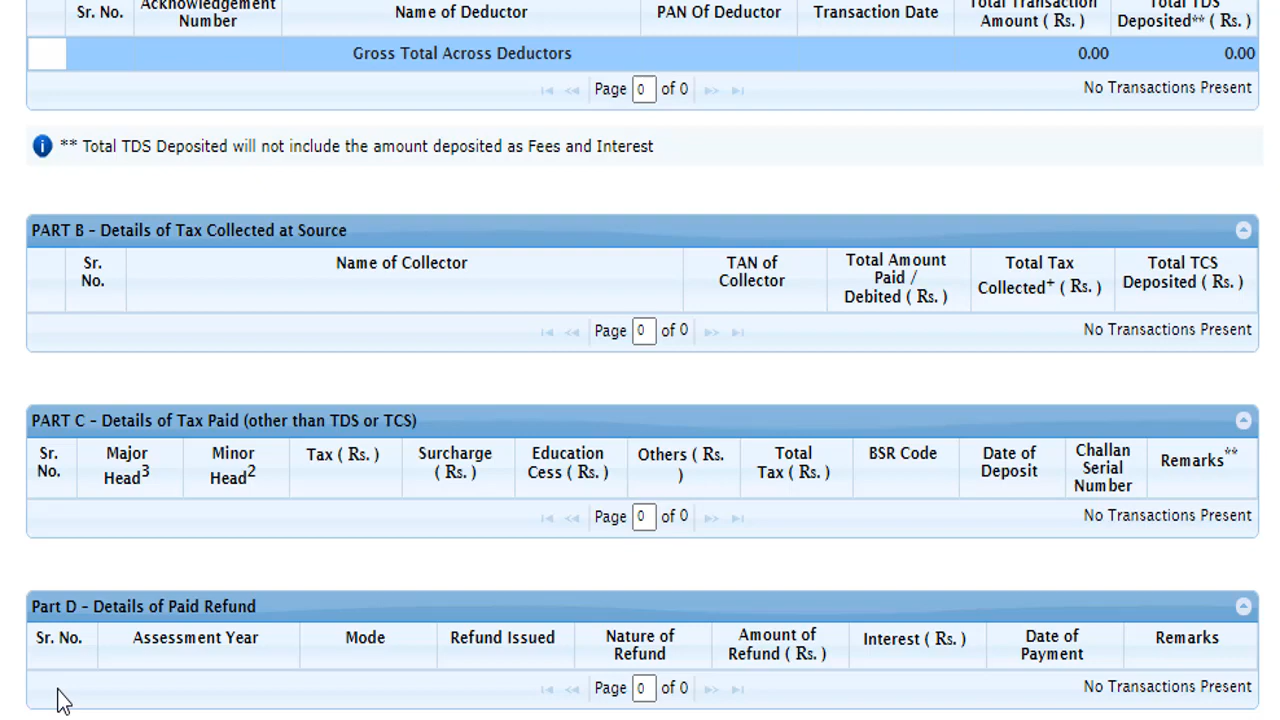 Sr. No.
Acknowledgement
Number
Name of Deductor
PAN Of Deductor
Transaction Date
Total Transaction
Amount ( Rs. )
Total TDS
Deposited** ( Rs. )
Gross Total Across Deductors
0.00
0.00
Page 0 of 0
No Transactions Present
i ** Total TDS Deposited will not include the amount deposited as Fees and Interest
PART B - Details of Tax Collected at Source
Sr.
No.
Name of Collector
TAN of
Collector
Total Amount
Paid /
Debited ( Rs. )
Total Tax
Collected+ ( Rs. )
Total TCS
Deposited ( Rs. )
Page 0 of 0
No Transactions Present
PART C - Details of Tax Paid (other than TDS or TCS)
Sr.
No.
Major
Head3
Minor
Head2
Tax ( Rs. )
Surcharge
( Rs. )
Education
Cess ( Rs. )
Others ( Rs.
)
Total
Tax ( Rs. )
BSR Code
Date of
Deposit
Challan
Serial
Number
Remarks**
Page 0 of 0
No Transactions Present
Part D - Details of Paid Refund
Sr. No.
Assessment Year
Mode
Refund Issued
Nature of
Refund
Amount of
Refund ( Rs. )
Interest ( Rs. )
Date of
Payment
Remarks
Page 0 of 0
No Transactions Present